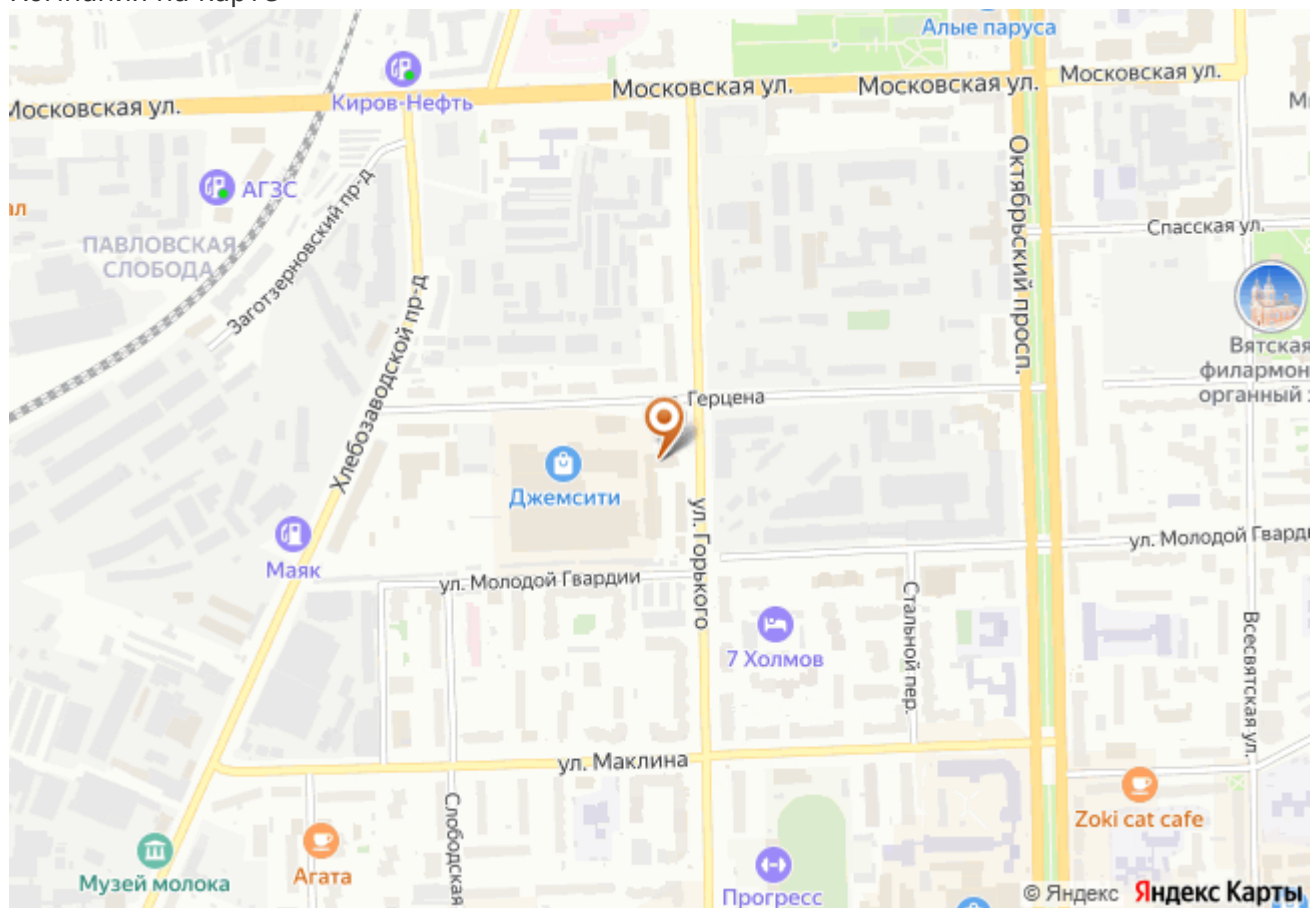 Алые паруса
Киров-Нефть
Московская ул.
Московская ул.
Московская ул.
Московская ул.
АГЗС
ПАВЛОВСКАЯ
СЛОБОДА
Заготзерновский пр-д
Хлебозаводской пр-д
Октябрьский просп.
Спасская ул.
Вятская
филармон
органный
Герцена
Джемсити
ул. Горького
Маяк
ул. Молодой Гвардии
ул. Молодой Гварди
7 Холмов
Стальной пер.
Всесвятская ул.
ул. Маклина
Слободская
Zoki cat cafe
Музей молока
Агата
Прогресс
© Яндекс Яндекс Карты